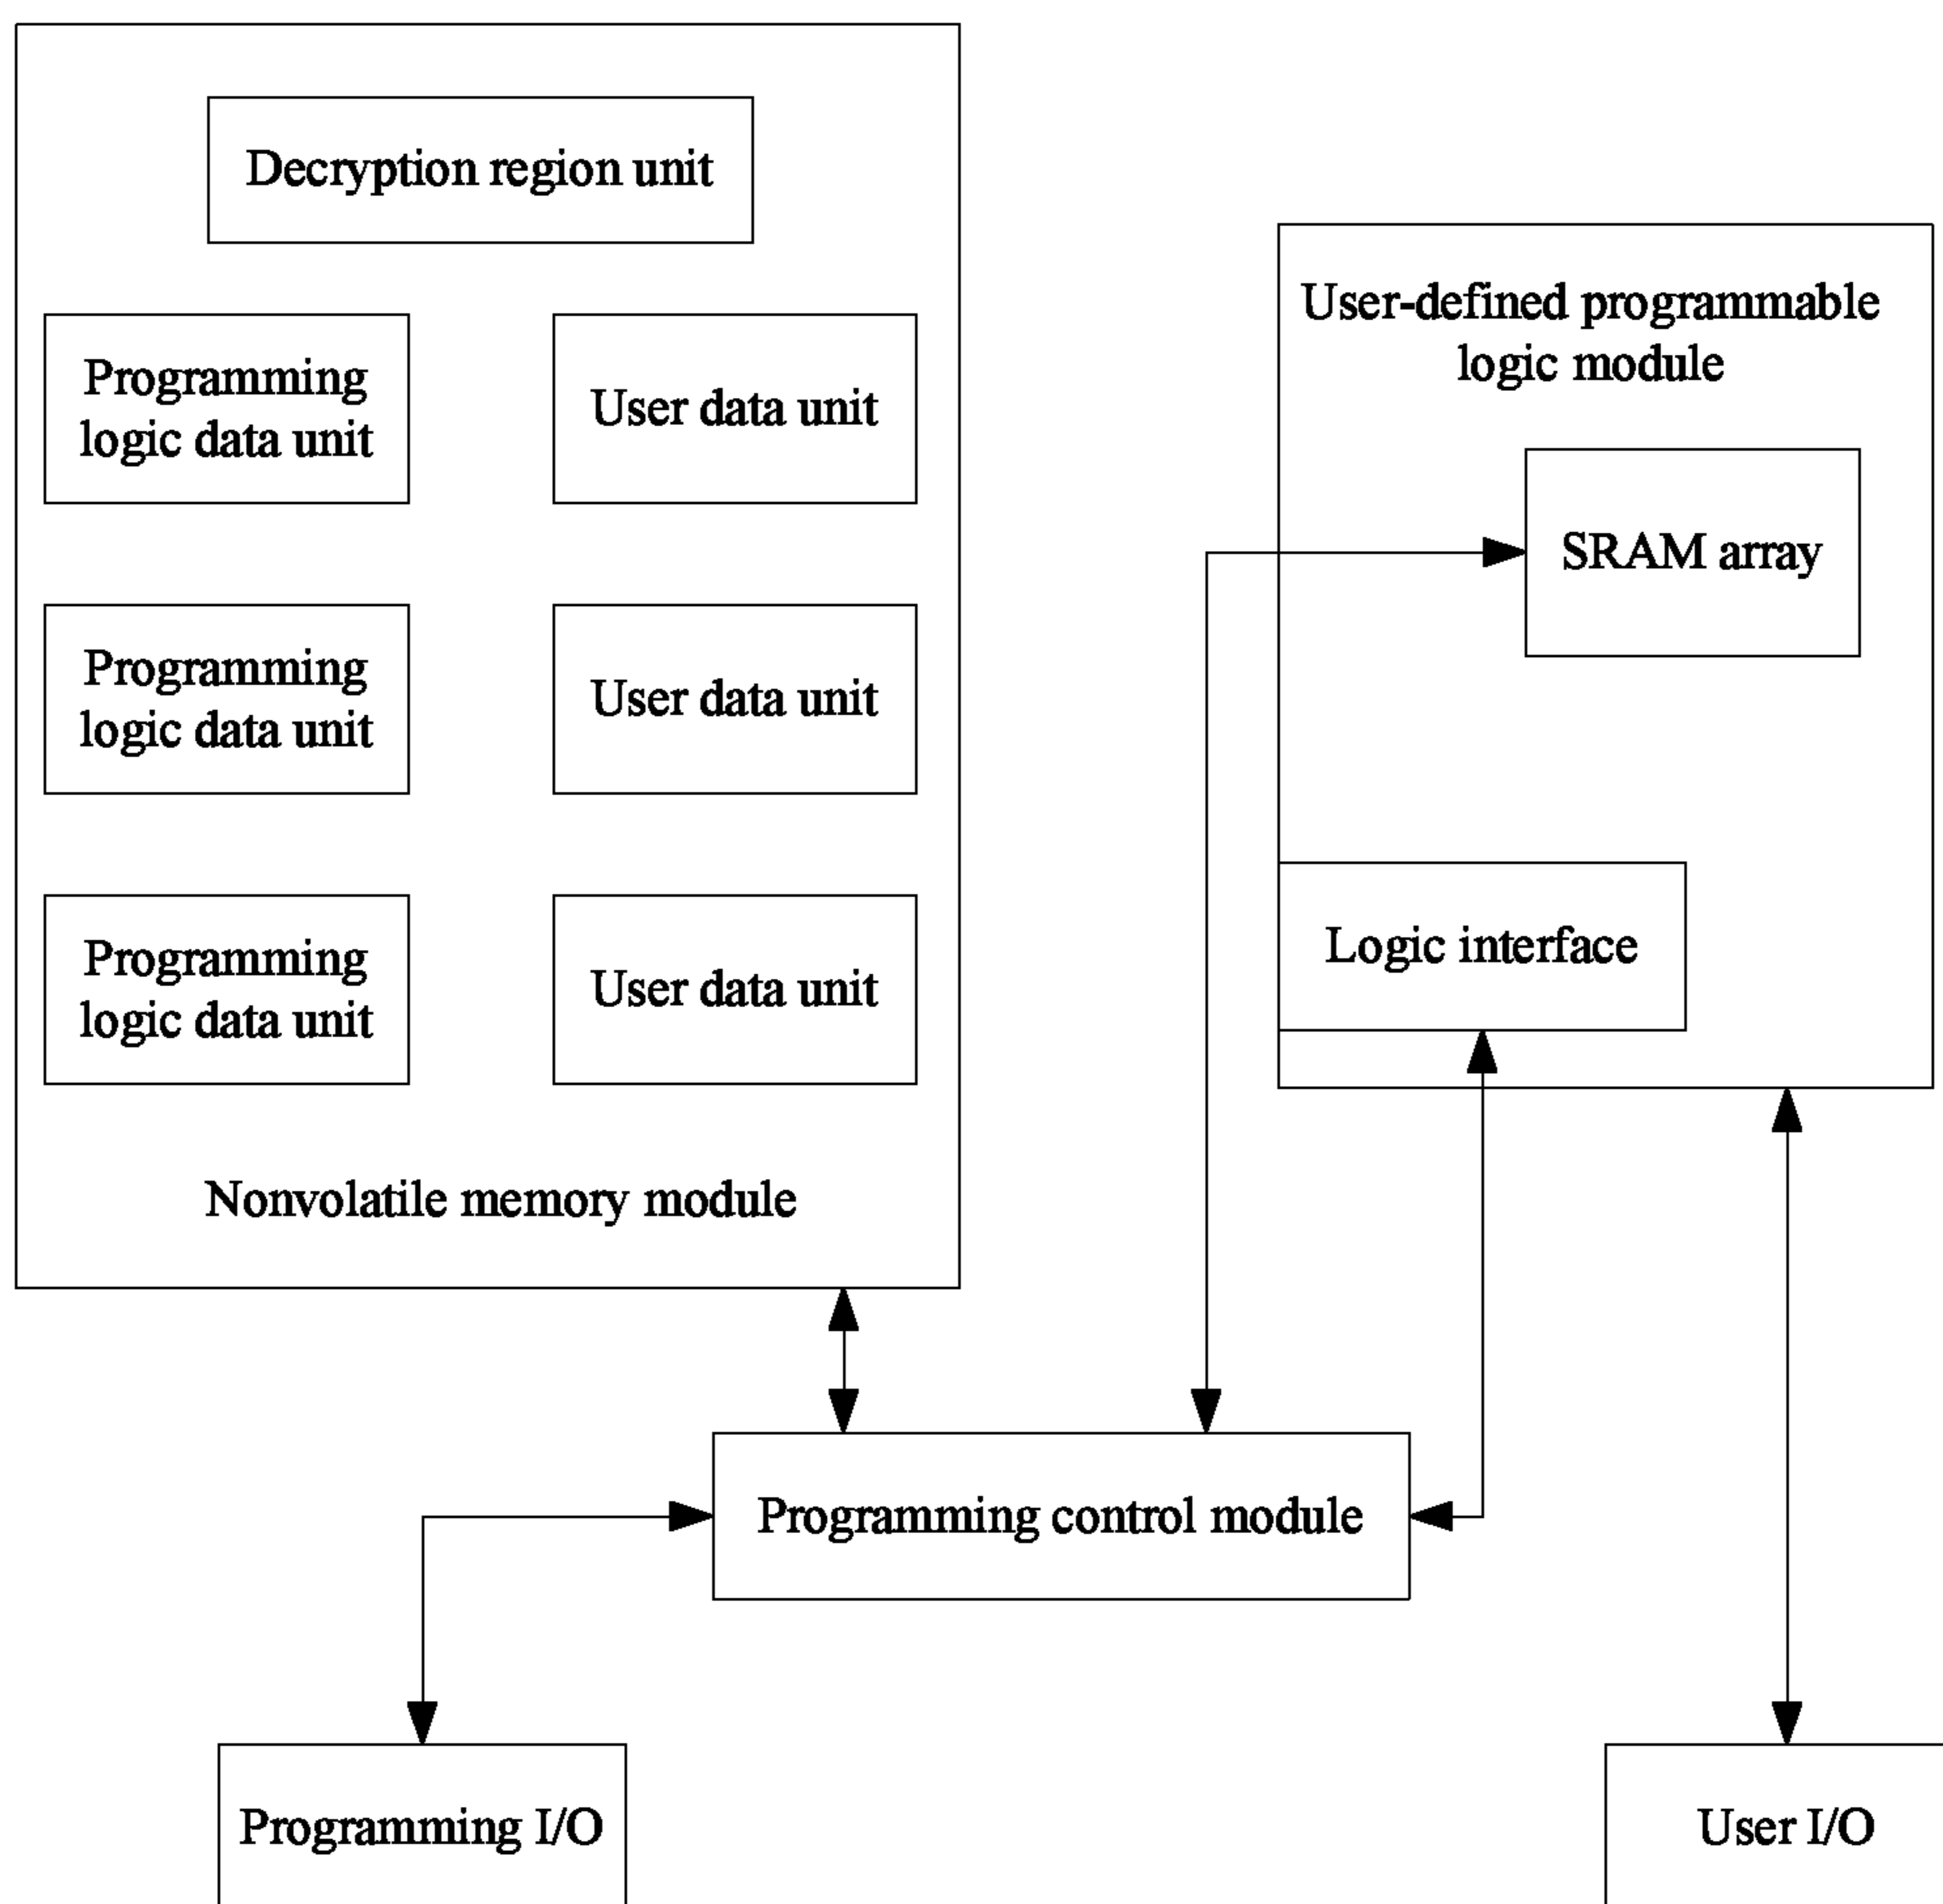 Decryption region unit
Programming
logic data unit
User data unit
Programming
logic data unit
User data unit
Programming
logic data unit
User data unit
Nonvolatile memory module
User-defined programmable
logic module
SRAM array
Logic interface
Programming control module
Programming I/O
User I/O